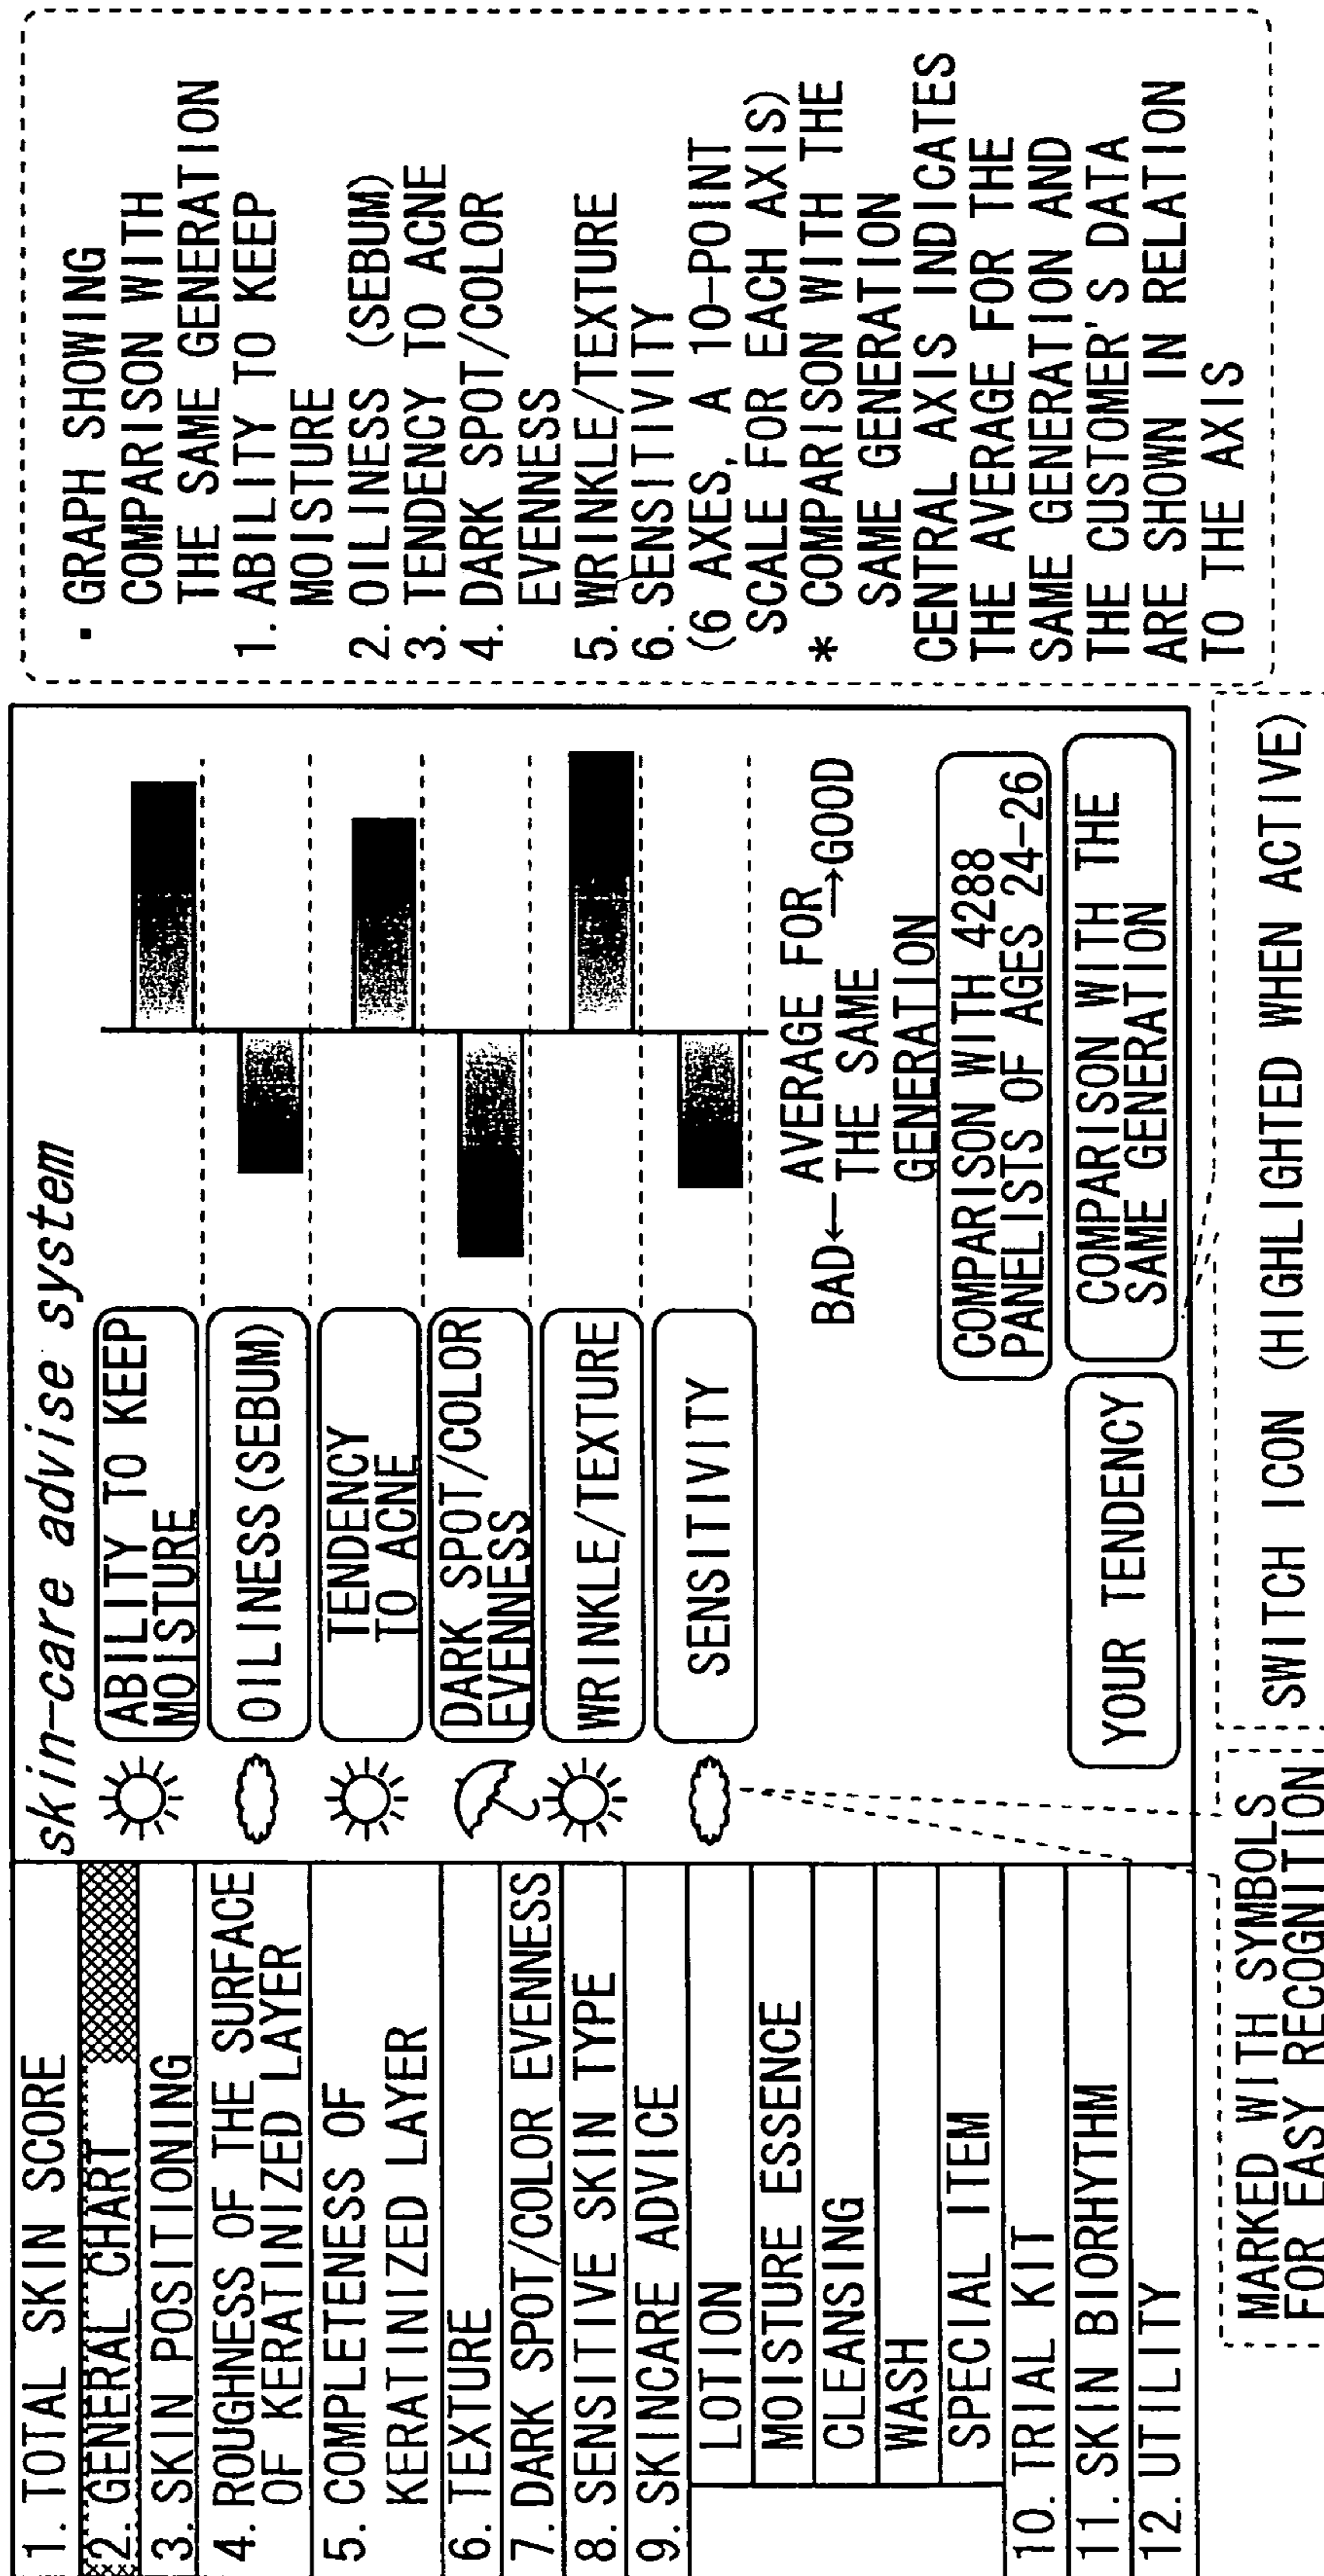 1. TOTAL SKIN SCORE
2. GENERAL CHART
3. SKIN POSITIONING
4. ROUGHNESS OF THE SURFACE
OF KERATINIZED LAYER
5. COMPLETENESS OF
KERATINIZED LAYER
6. TEXTURE
7. DARK SPOT/COLOR EVENNESS
8. SENSITIVE SKIN TYPE
9. SKINCARE ADVICE
LOTION
MOISTURE ESSENCE
CLEANSING
WASH
SPECIAL ITEM
10. TRIAL KIT
11. SKIN BIORHYTHM
12. UTILITY
skin-care advise system
ABILITY TO KEEP
MOISTURE
OILINESS(SEBUM)
TENDENCY
TO ACNE
DARK SPOT/COLOR
EVENNESS
WRINKLE/TEXTURE
SENSITIVITY
BAD← AVERAGE FOR →GOOD
THE SAME
GENERATION
COMPARISON WITH 4288
PANELISTS OF AGES 24-26
YOUR TENDENCY
COMPARISON WITH THE
SAME GENERATION
MARKED WITH SYMBOLS
FOR EASY RECOGNITION
SWITCH ICON (HIGHLIGHTED WHEN ACTIVE)
· GRAPH SHOWING
COMPARISON WITH
THE SAME GENERATION
1. ABILITY TO KEEP
MOISTURE
2. OILINESS (SEBUM)
3. TENDENCY TO ACNE
4. DARK SPOT/COLOR
EVENNESS
5. WRINKLE/TEXTURE
6. SENSITIVITY
(6 AXES, A 10-POINT
SCALE FOR EACH AXIS)
* COMPARISON WITH THE
SAME GENERATION
CENTRAL AXIS INDICATES
THE AVERAGE FOR THE
SAME GENERATION AND
THE CUSTOMER'S DATA
ARE SHOWN IN RELATION
TO THE AXIS